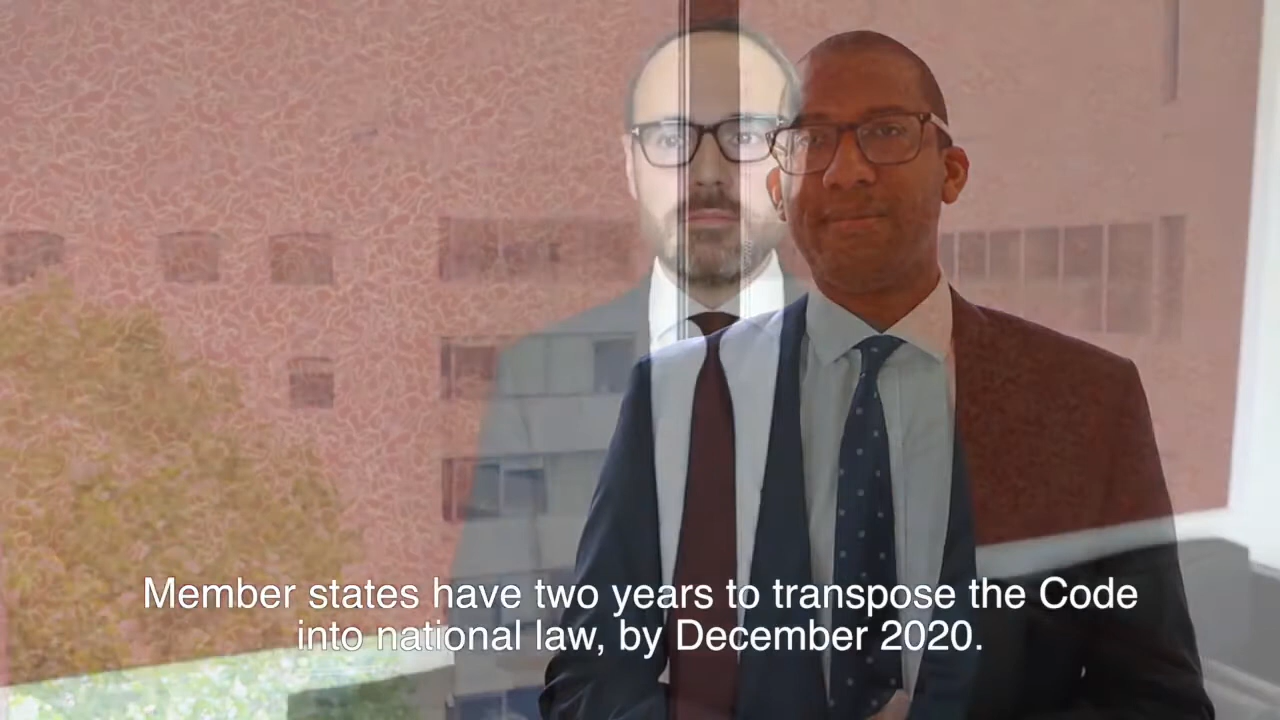 Member states have two years to transpose the Code
into national law, by December 2020.